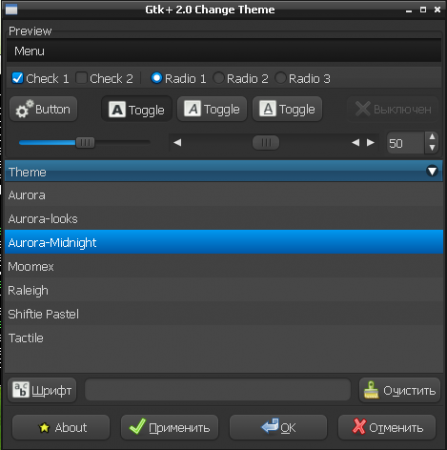 Gtk+ 2.0 Change Theme
Preview
Menu
Check 1 Check 2 Radio 1 Radio 2 Radio 3
Button A Toggle A Toggle A Toggle Выключен
50
Theme
Aurora
Aurora-looks
Aurora-Midnight
Moomex
Raleigh
Shiftie Pastel
Tactile
Шрифт Очистить
About Применить OK Отменить